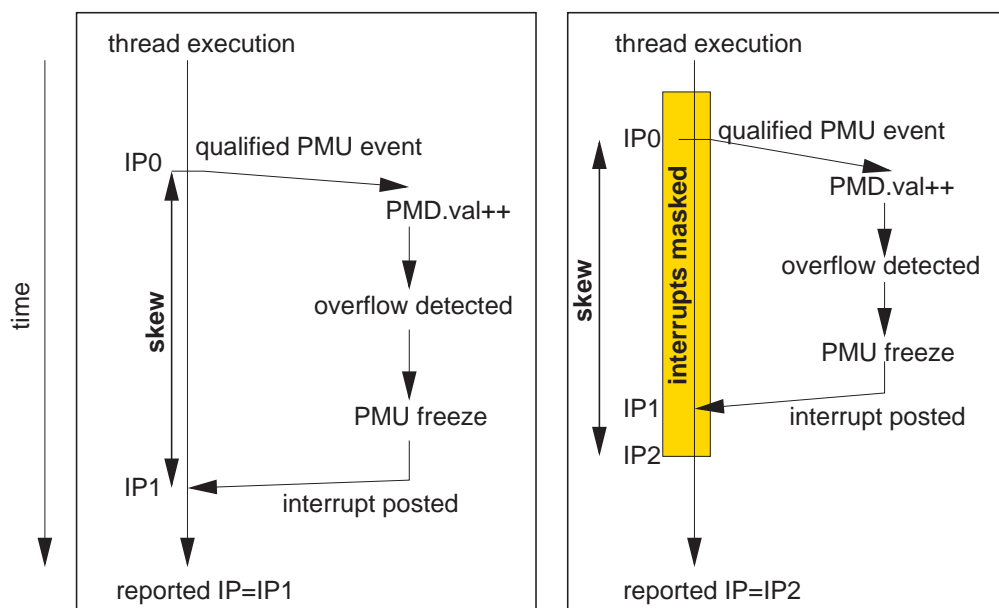 time
thread execution
IP0
qualified PMU event
PMD.val++
skew
overflow detected
PMU freeze
IP1
interrupt posted
reported IP=IP1
thread execution
IP0
qualified PMU event
PMD.val++
interrupts masked
skew
overflow detected
PMU freeze
IP1
interrupt posted
IP2
reported IP=IP2